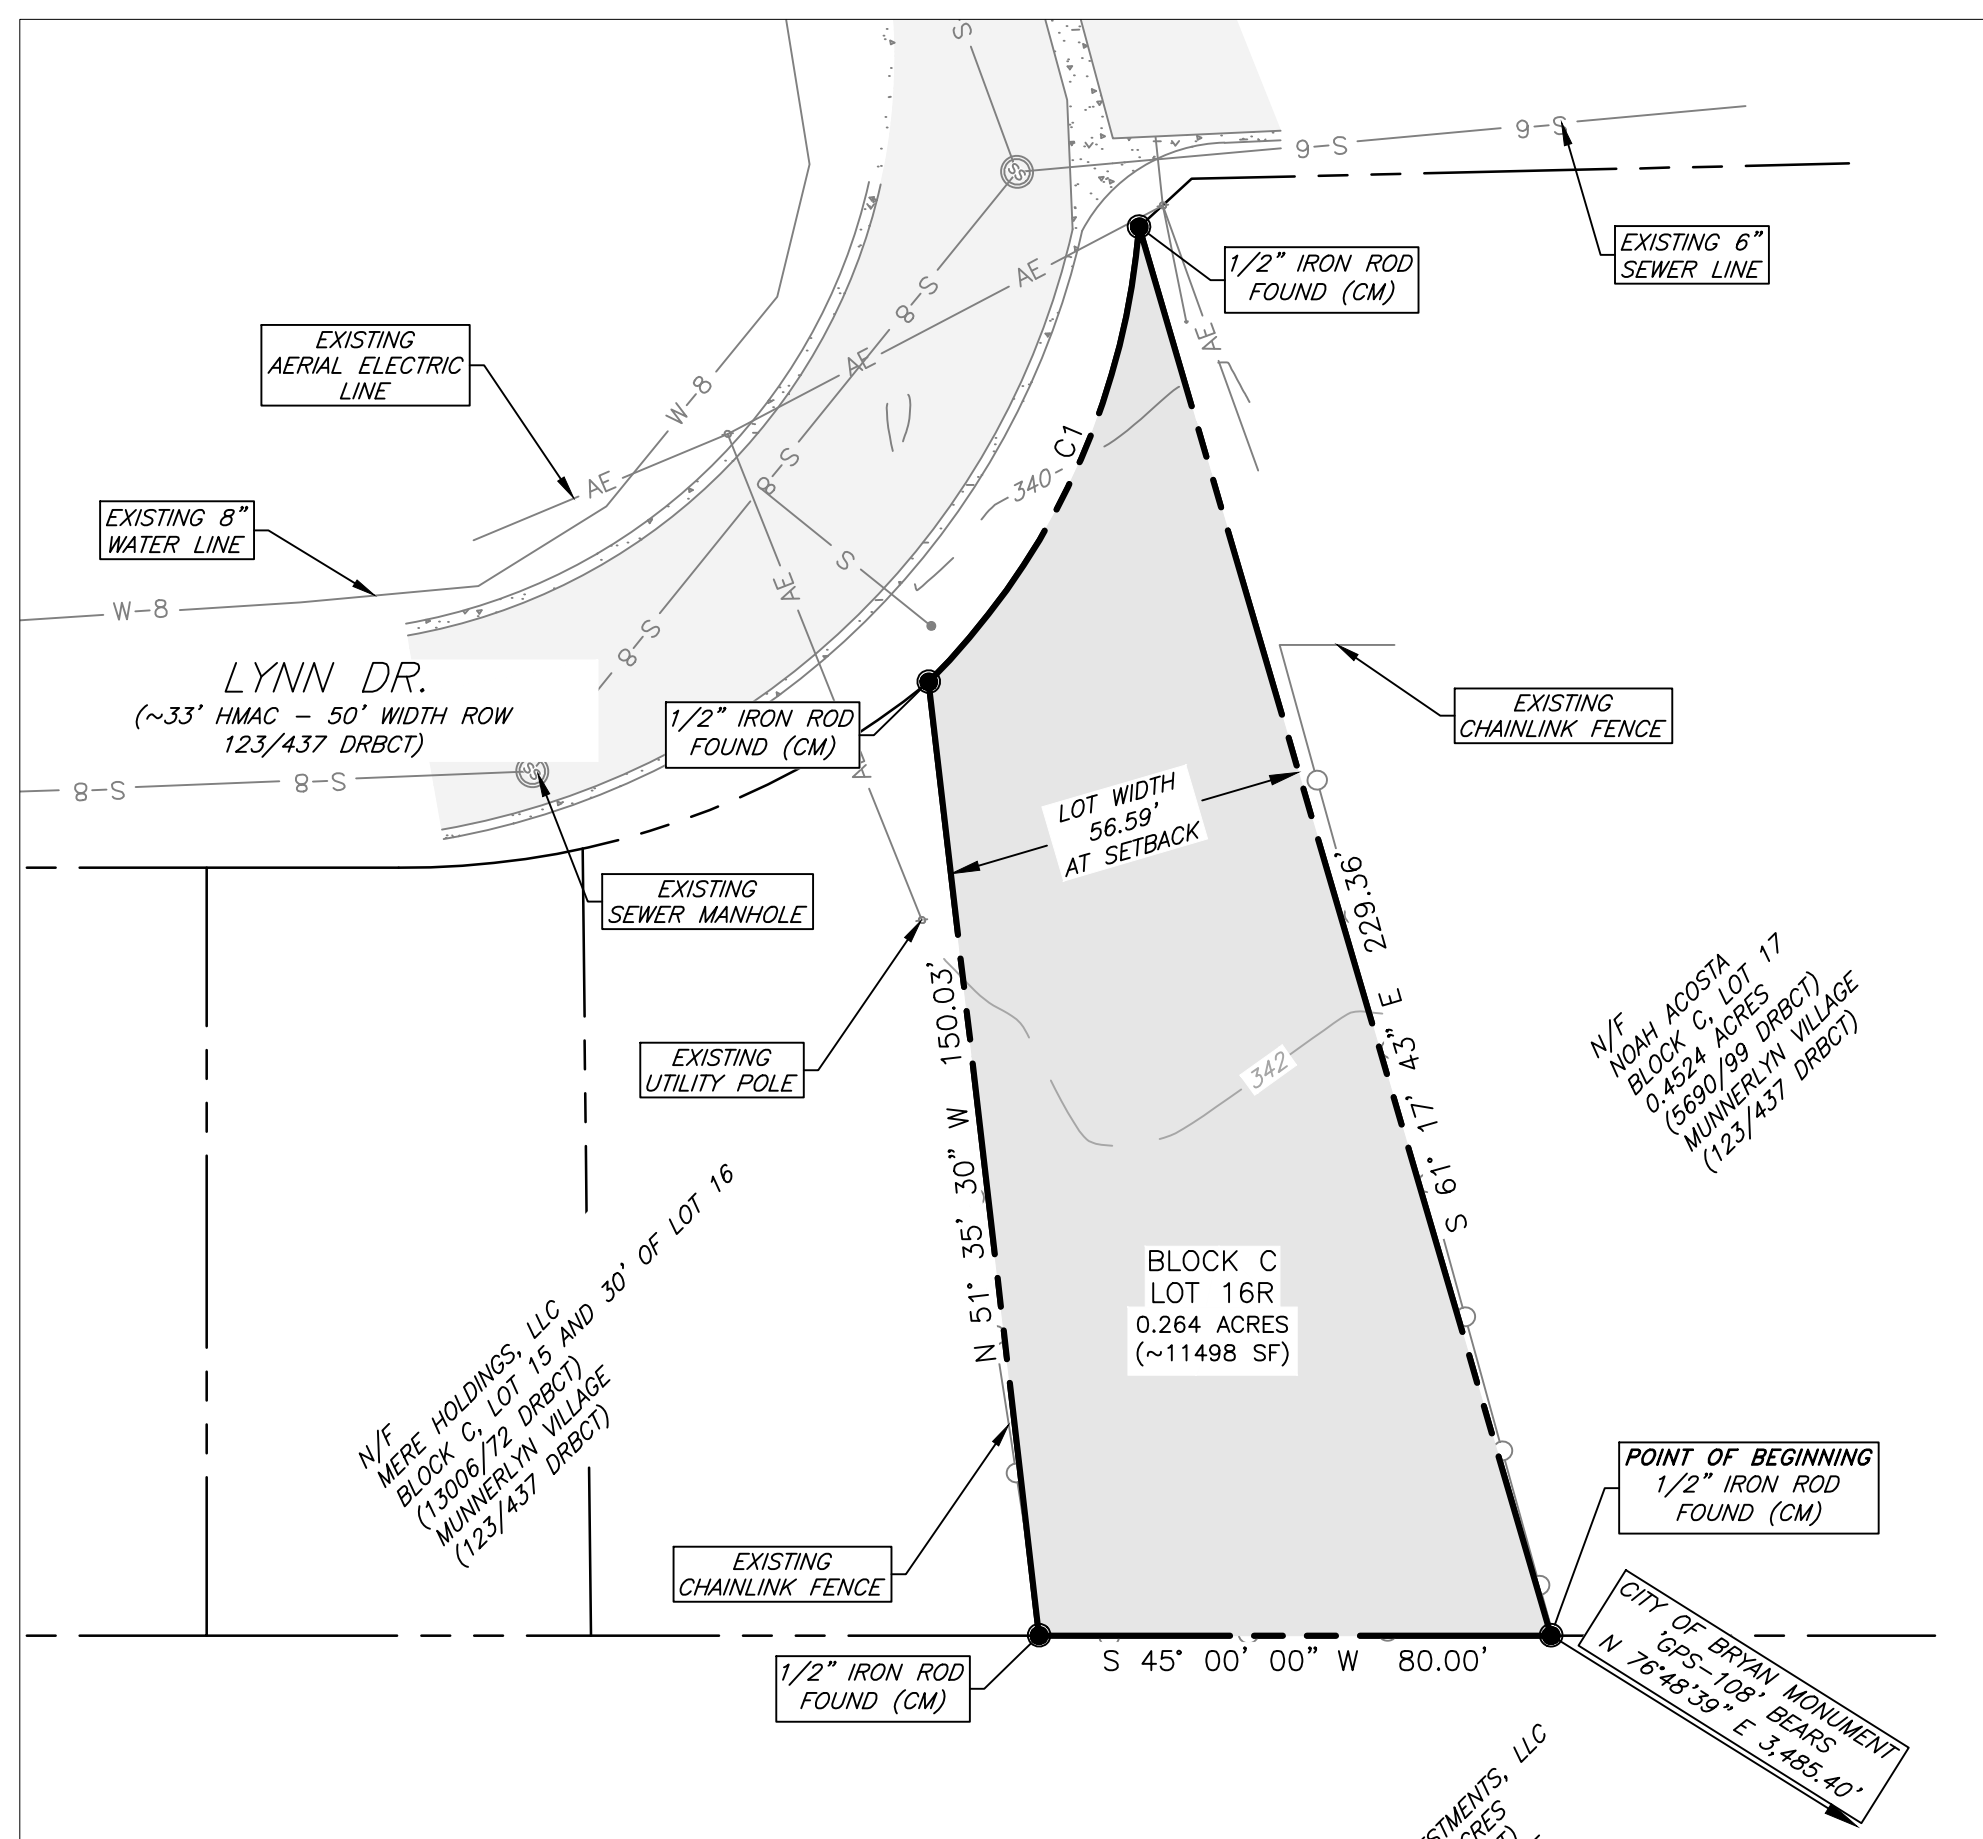 S
6-S
6-S
EXISTING 6"
SEWER LINE
1/2" IRON ROD
FOUND (CM)
SS
AE
AE
8-S
AE
EXISTING
AERIAL ELECTRIC
LINE
W-8
C1
8-S
340
AE
EXISTING 8"
WATER LINE
S
AE
W-8
8-S
LYNN DR.
(~33' HMAC - 50' WIDTH ROW
123/437 DRBCT)
1/2" IRON ROD
FOUND (CM)
EXISTING
CHAINLINK FENCE
8-S
8-S
SS
LOT WIDTH
56.59'
AT SETBACK
EXISTING
SEWER MANHOLE
S 61° 17' 43" E 229.36'
N 51° 35' 30" W 150.03'
N/F
NOAH ACOSTA
BLOCK C, LOT 17
0.4524 ACRES
(5690/99 DRBCT)
MUNNERLYN VILLAGE
(123/437 DRBCT)
EXISTING
UTILITY POLE
342
N/F
MERE HOLDINGS, LLC
BLOCK C, LOT 15 AND 30' OF LOT 16
(13006/72 DRBCT)
MUNNERLYN VILLAGE
(123/437 DRBCT)
BLOCK C
LOT 16R
0.264 ACRES
(~11498 SF)
POINT OF BEGINNING
1/2" IRON ROD
FOUND (CM)
EXISTING
CHAINLINK FENCE
S 45° 00' 00" W 80.00'
1/2" IRON ROD
FOUND (CM)
CITY OF BRYAN MONUMENT
'GPS-108' BEARS
N 76°48'39" E 3,485.40'
LLC